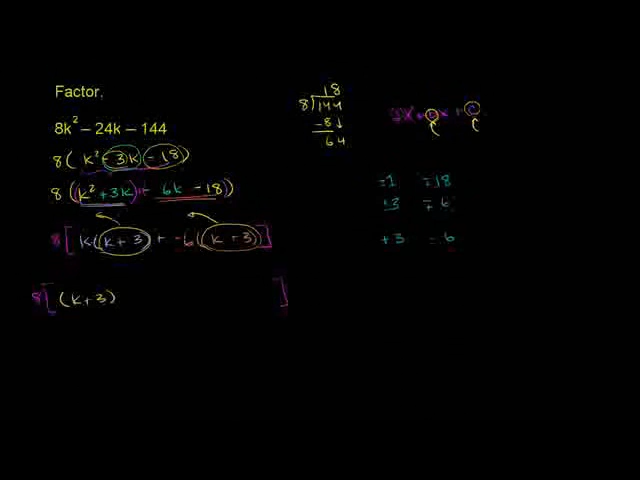 Factor.
8k² − 24k − 144
8( k² − 3k − 18)
8 (k² + 3k) + -6k − 18)
8[ k(k + 3) + -6(k + 3)]
8[ (k+3) ]
18
8)144
-8↓
64
±1 ∓18
±3 ∓6
+3 -6